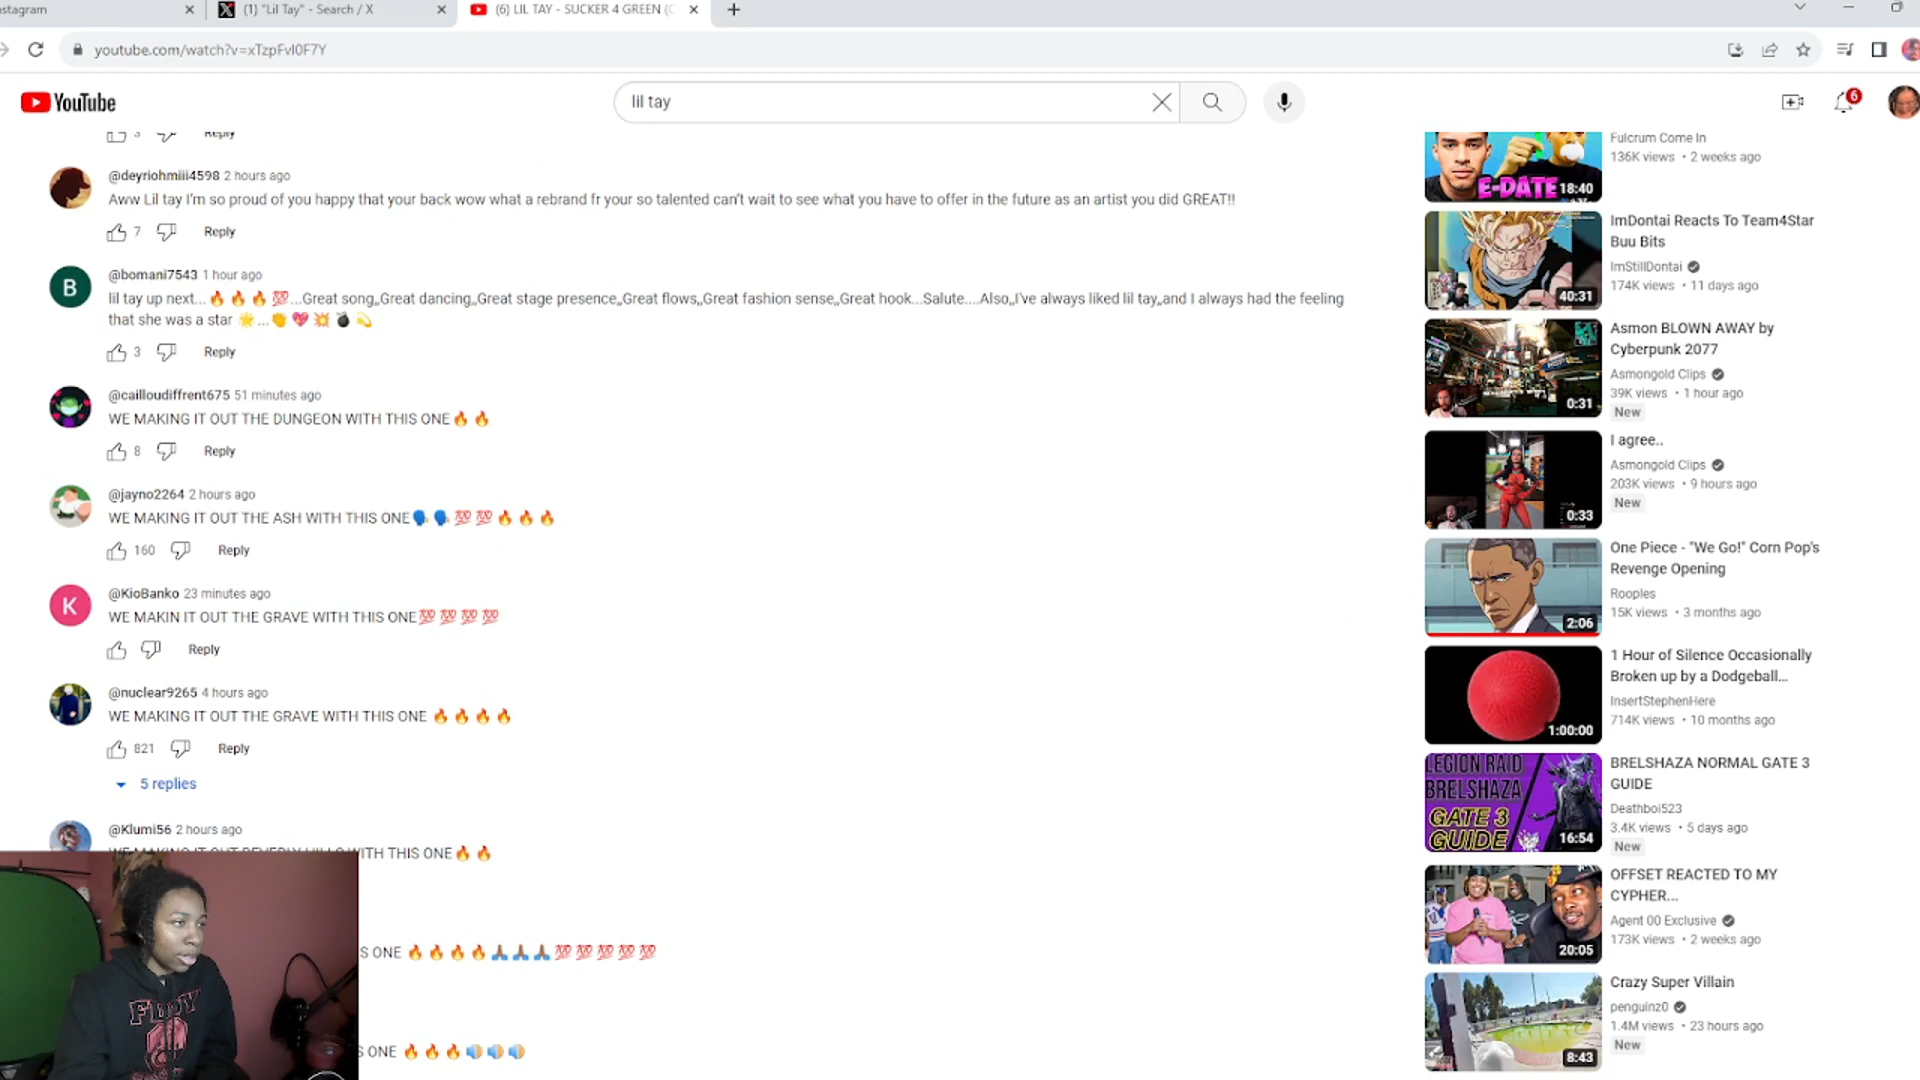 nstagram
(1) "Lil Tay" - Search / X
(6) LIL TAY - SUCKER 4 GREEN (
youtube.com/watch?v=xTzpFvl0F7Y
YouTube
lil tay
6
3 Reply
@deyriohmiii4598 2 hours ago
Aww Lil tay I'm so proud of you happy that your back wow what a rebrand fr your so talented can't wait to see what you have to offer in the future as an artist you did GREAT!!
7 Reply
@bomani7543 1 hour ago
B
lil tay up next... 🔥 🔥 🔥 💯...Great song,,Great dancing,,Great stage presence,,Great flows,,Great fashion sense,,Great hook...Salute....Also,,I've always liked lil tay,,and I always had the feeling
that she was a star 🌟...👏 💖 💥 💣 💫
3 Reply
@cailloudiffrent675 51 minutes ago
WE MAKING IT OUT THE DUNGEON WITH THIS ONE🔥 🔥
8 Reply
@jayno2264 2 hours ago
WE MAKING IT OUT THE ASH WITH THIS ONE🗣 🗣 💯 💯 🔥 🔥 🔥
160 Reply
@KioBanko 23 minutes ago
K
WE MAKIN IT OUT THE GRAVE WITH THIS ONE💯 💯 💯 💯
Reply
@nuclear9265 4 hours ago
WE MAKING IT OUT THE GRAVE WITH THIS ONE 🔥 🔥 🔥 🔥
821 Reply
5 replies
@Klumi56 2 hours ago
WE MAKING IT OUT BEVERLY HILLS WITH THIS ONE🔥 🔥
S ONE 🔥 🔥 🔥 🔥 🙏🏾 🙏🏾 🙏🏾 💯 💯 💯 💯 💯
S ONE 🔥 🔥 🔥 🔊 🔊 🔊
Fulcrum Come In
136K views • 2 weeks ago
E-DATE
18:40
ImDontai Reacts To Team4Star
Buu Bits
ImStillDontai
174K views • 11 days ago
40:31
Asmon BLOWN AWAY by
Cyberpunk 2077
Asmongold Clips
39K views • 1 hour ago
New
0:31
I agree..
Asmongold Clips
203K views • 9 hours ago
New
0:33
One Piece - "We Go!" Corn Pop's
Revenge Opening
Rooples
15K views • 3 months ago
2:06
1 Hour of Silence Occasionally
Broken up by a Dodgeball...
InsertStephenHere
714K views • 10 months ago
1:00:00
LEGION RAID
BRELSHAZA
GATE 3
GUIDE
16:54
BRELSHAZA NORMAL GATE 3
GUIDE
Deathboi523
3.4K views • 5 days ago
New
OFFSET REACTED TO MY
CYPHER...
Agent 00 Exclusive
173K views • 2 weeks ago
20:05
Crazy Super Villain
penguinz0
1.4M views • 23 hours ago
New
8:43